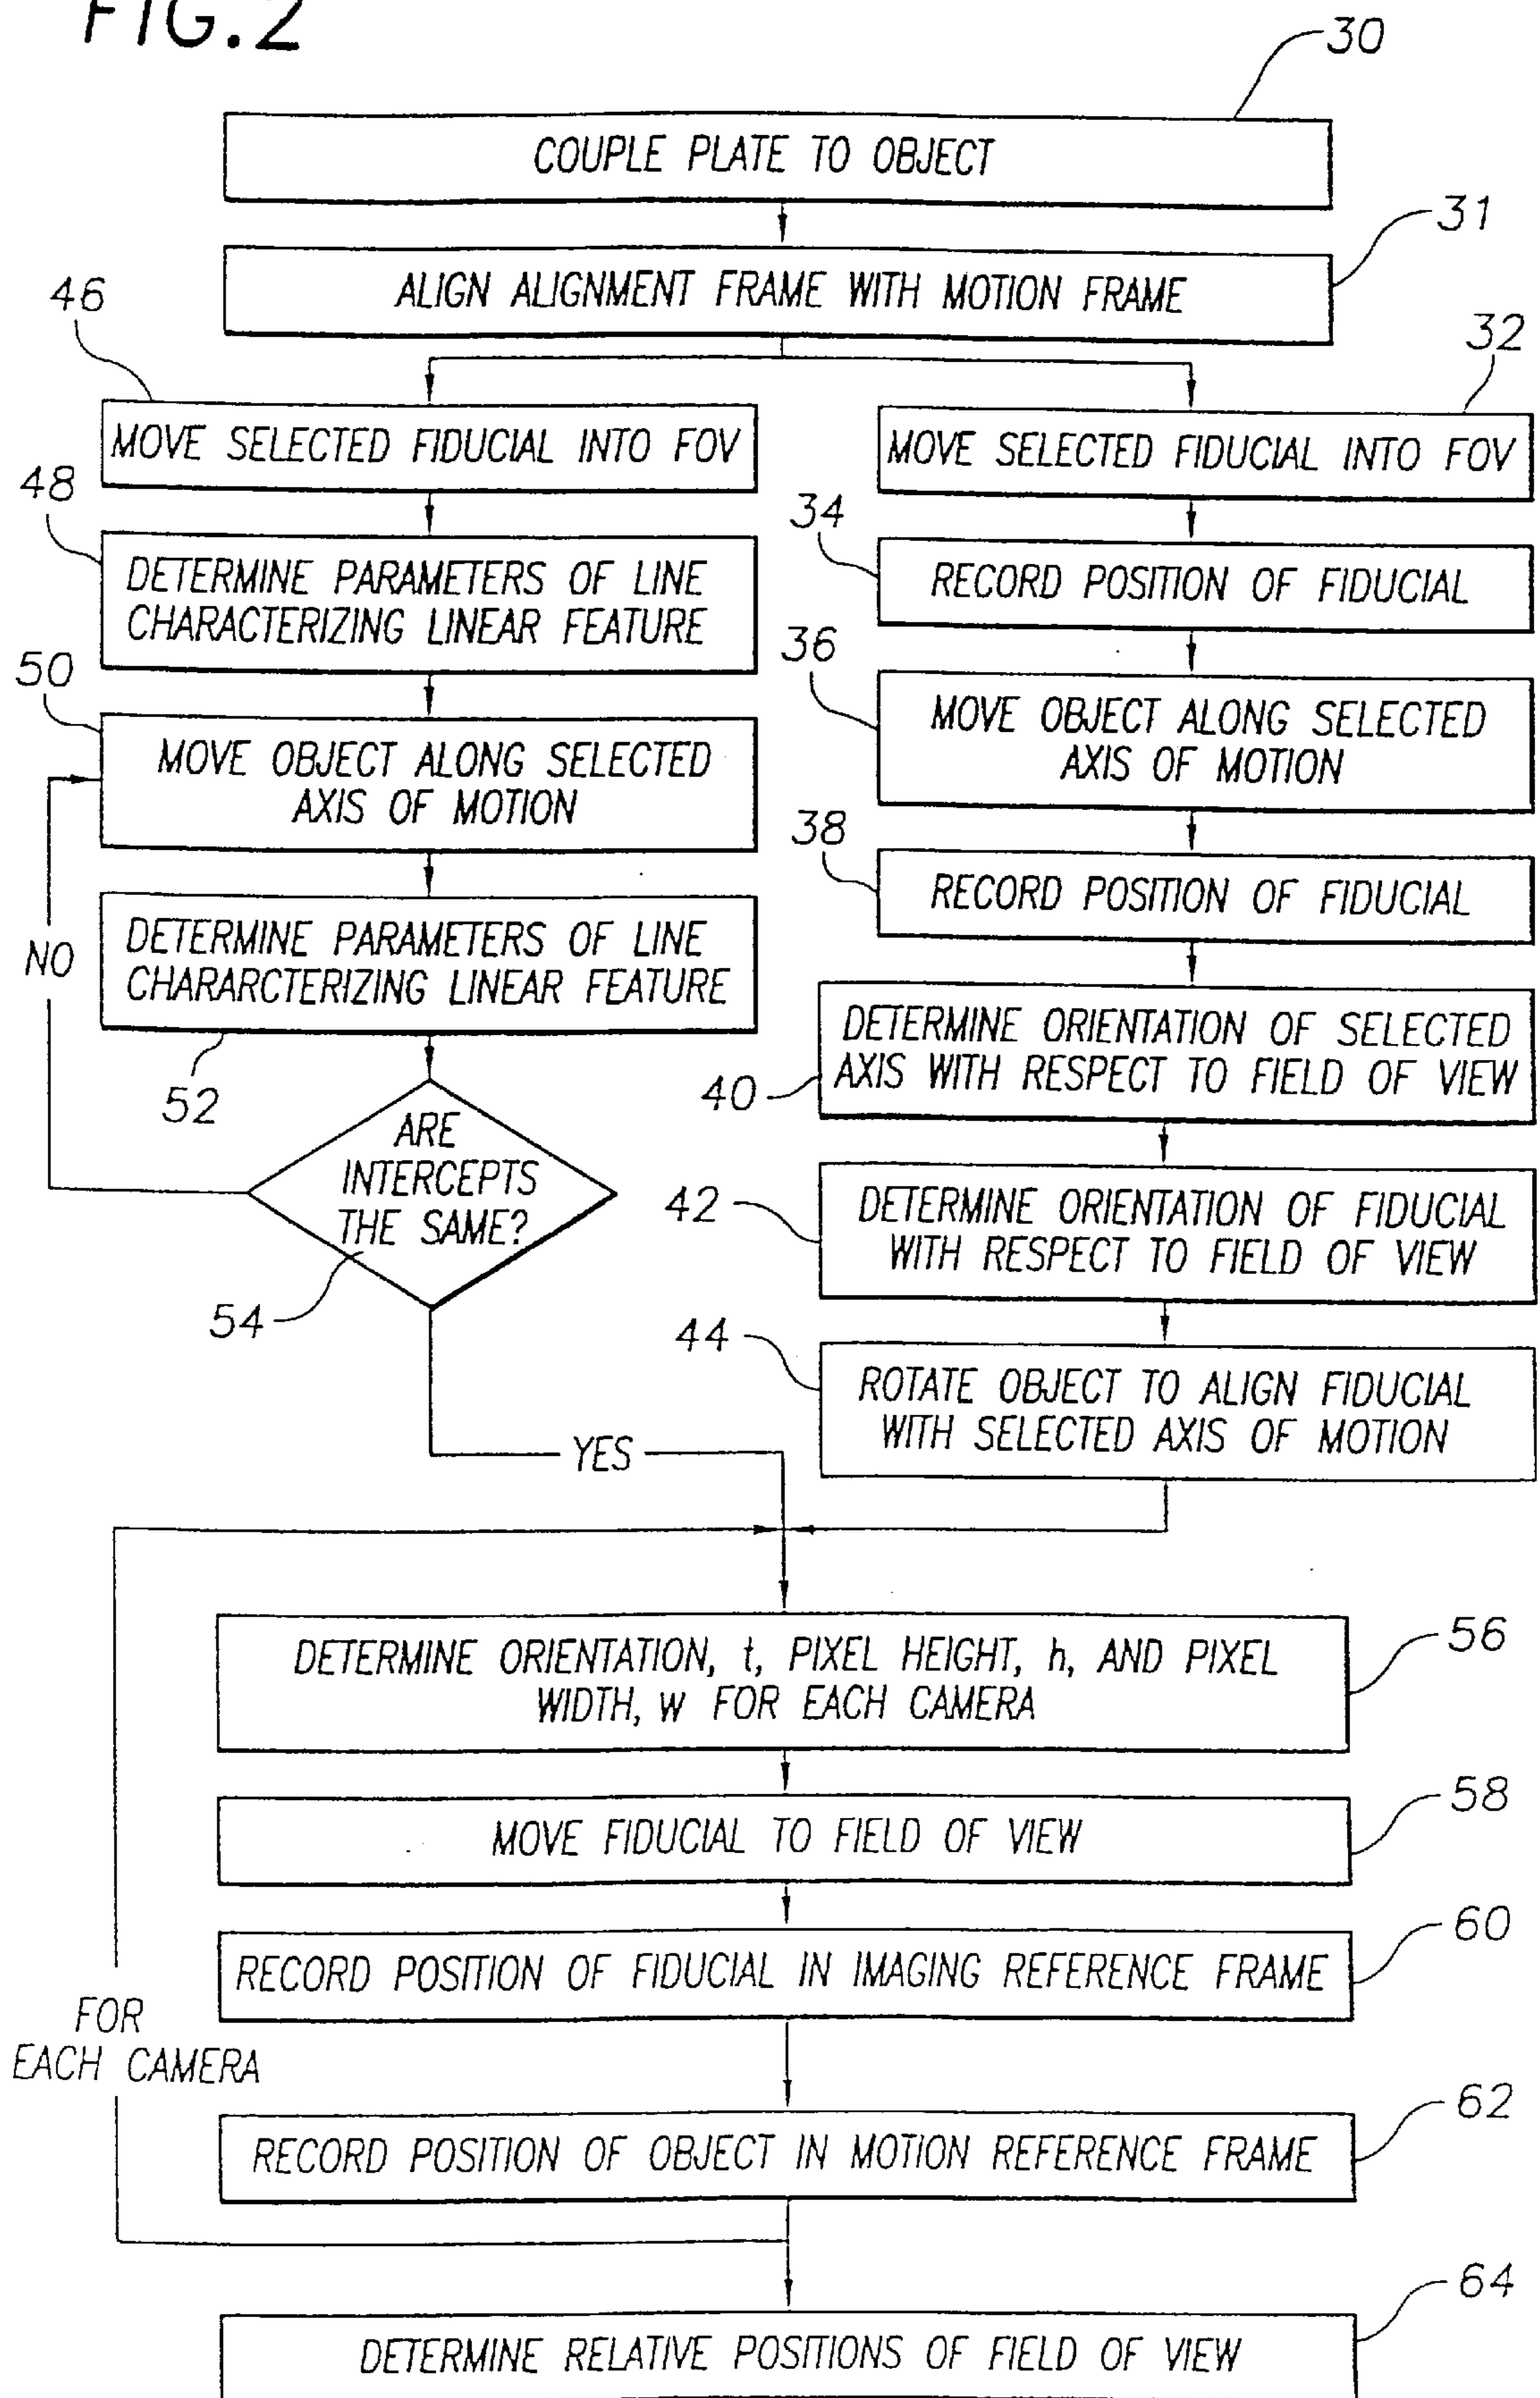 FIG.2
30
COUPLE PLATE TO OBJECT
31
ALIGN ALIGNMENT FRAME WITH MOTION FRAME
46
MOVE SELECTED FIDUCIAL INTO FOV
48
DETERMINE PARAMETERS OF LINE
CHARACTERIZING LINEAR FEATURE
50
MOVE OBJECT ALONG SELECTED
AXIS OF MOTION
NO
DETERMINE PARAMETERS OF LINE
CHARARCTERIZING LINEAR FEATURE
52
ARE
INTERCEPTS
THE SAME?
54
YES
32
MOVE SELECTED FIDUCIAL INTO FOV
34
RECORD POSITION OF FIDUCIAL
36
MOVE OBJECT ALONG SELECTED
AXIS OF MOTION
38
RECORD POSITION OF FIDUCIAL
DETERMINE ORIENTATION OF SELECTED
AXIS WITH RESPECT TO FIELD OF VIEW
40
42
DETERMINE ORIENTATION OF FIDUCIAL
WITH RESPECT TO FIELD OF VIEW
44
ROTATE OBJECT TO ALIGN FIDUCIAL
WITH SELECTED AXIS OF MOTION
56
DETERMINE ORIENTATION, t, PIXEL HEIGHT, h, AND PIXEL
WIDTH, w FOR EACH CAMERA
58
MOVE FIDUCIAL TO FIELD OF VIEW
60
RECORD POSITION OF FIDUCIAL IN IMAGING REFERENCE FRAME
FOR
EACH CAMERA
62
RECORD POSITION OF OBJECT IN MOTION REFERENCE FRAME
64
DETERMINE RELATIVE POSITIONS OF FIELD OF VIEW